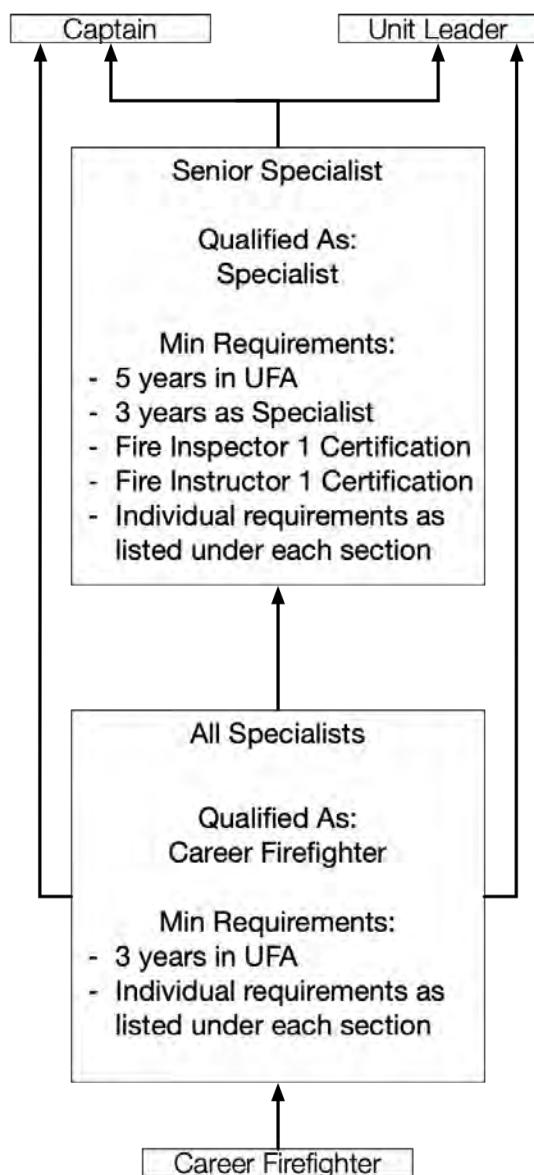 Captain
Unit Leader
Senior Specialist
Qualified As:
Specialist
Min Requirements:
- 5 years in UFA
- 3 years as Specialist
- Fire Inspector 1 Certification
- Fire Instructor 1 Certification
- Individual requirements as
listed under each section
All Specialists
Qualified As:
Career Firefighter
Min Requirements:
- 3 years in UFA
- Individual requirements as
listed under each section
Career Firefighter